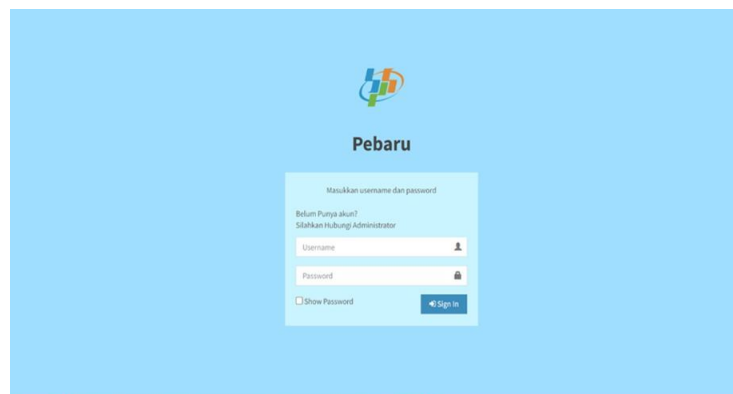 Pebaru
Masukkan username dan password
Belum Punya akun?
Silahkan Hubungi Administrator
Username
Password
Show Password
Sign In